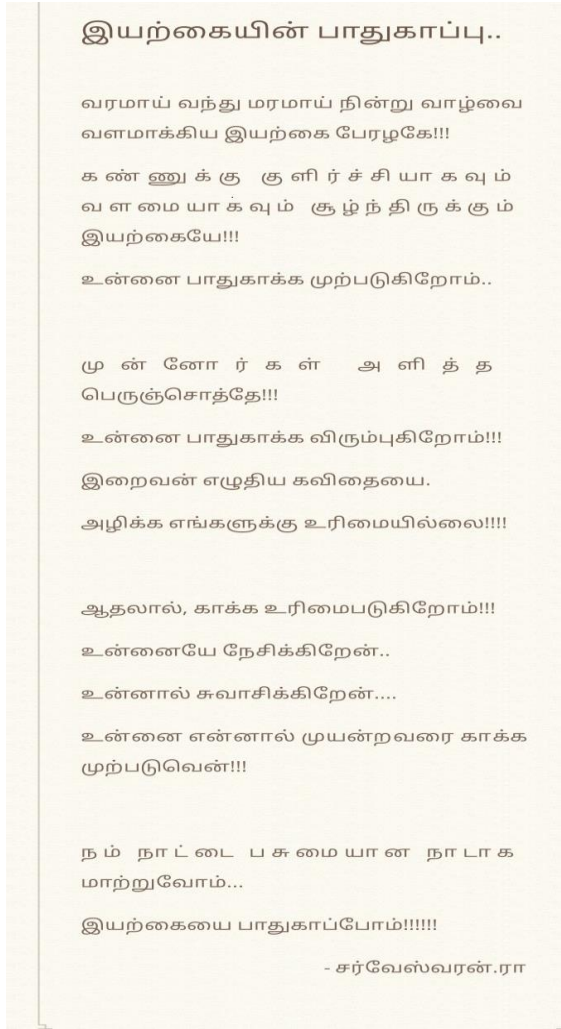 இயற்கையின் பாதுகாப்பு..
வரமாய் வந்து மரமாய் நின்று வாழ்வை
வளமாக்கிய இயற்கை பேரழகே!!!
கண்ணுக்கு குளிர்ச்சியாகவும்
வளமையாகவும் சூழ்ந்திருக்கும்
இயற்கையே!!!
உன்னை பாதுகாக்க முற்படுகிறோம்..
முன்னோர்கள் அளித்த
பெருஞ்சொத்தே!!!
உன்னை பாதுகாக்க விரும்புகிறோம்!!!
இறைவன் எழுதிய கவிதையை.
அழிக்க எங்களுக்கு உரிமையில்லை!!!!
ஆதலால், காக்க உரிமைபடுகிறோம்!!!
உன்னையே நேசிக்கிறேன்..
உன்னால் சுவாசிக்கிறேன்....
உன்னை என்னால் முயன்றவரை காக்க
முற்படுவென்!!!
நம் நாட்டை பசுமையான நாடாக
மாற்றுவோம்...
இயற்கையை பாதுகாப்போம்!!!!!!
- சர்வேஸ்வரன்.ரா